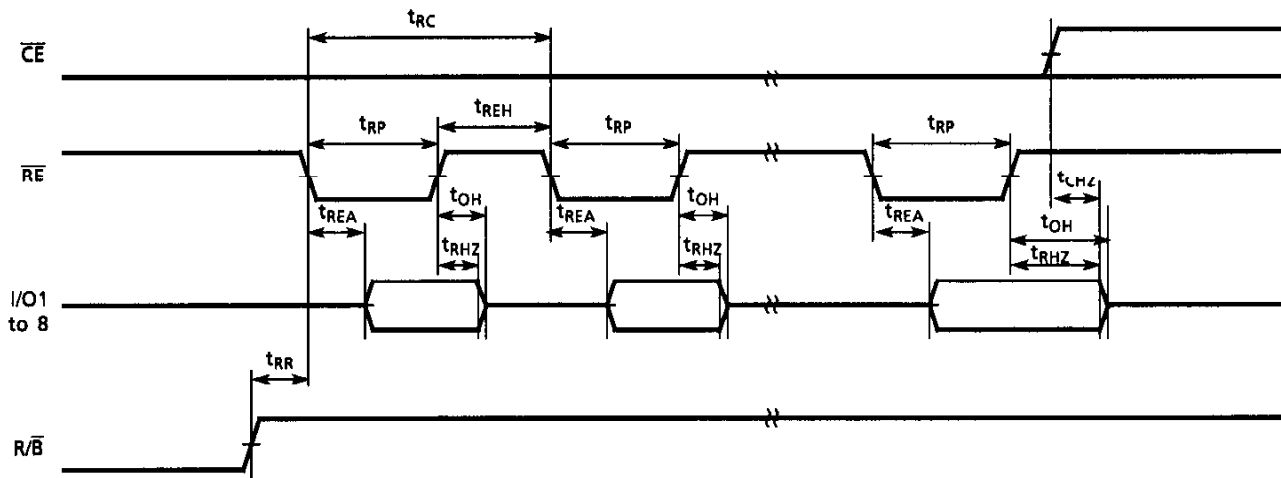 tRC
CE
tREH
tRP
tRP
tRP
RE
tCHZ
tOH
tOH
tREA
tREA
tREA
tOH
tRHZ
tRHZ
tRHZ
I/O1
to 8
tRR
R/B